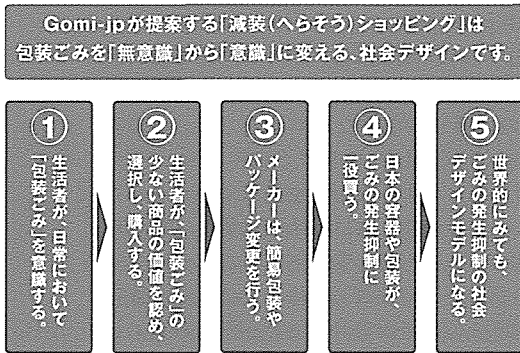 Gomi-jpが提案する「減装(へらそう)ショッピング」は
包装ごみを「無意識」から「意識」に変える、社会デザインです。
①
生活者が、日常において
「包装ごみ」を意識する。
②
生活者が、「包装ごみ」の
少ない商品の価値を認め、
選択し、購入する。
③
メーカーは、簡易包装や
パッケージ変更を行う。
④
日本の容器や包装が、
ごみの発生抑制に
一役買う。
⑤
世界的にみても、
ごみの発生抑制の社会
デザインモデルになる。